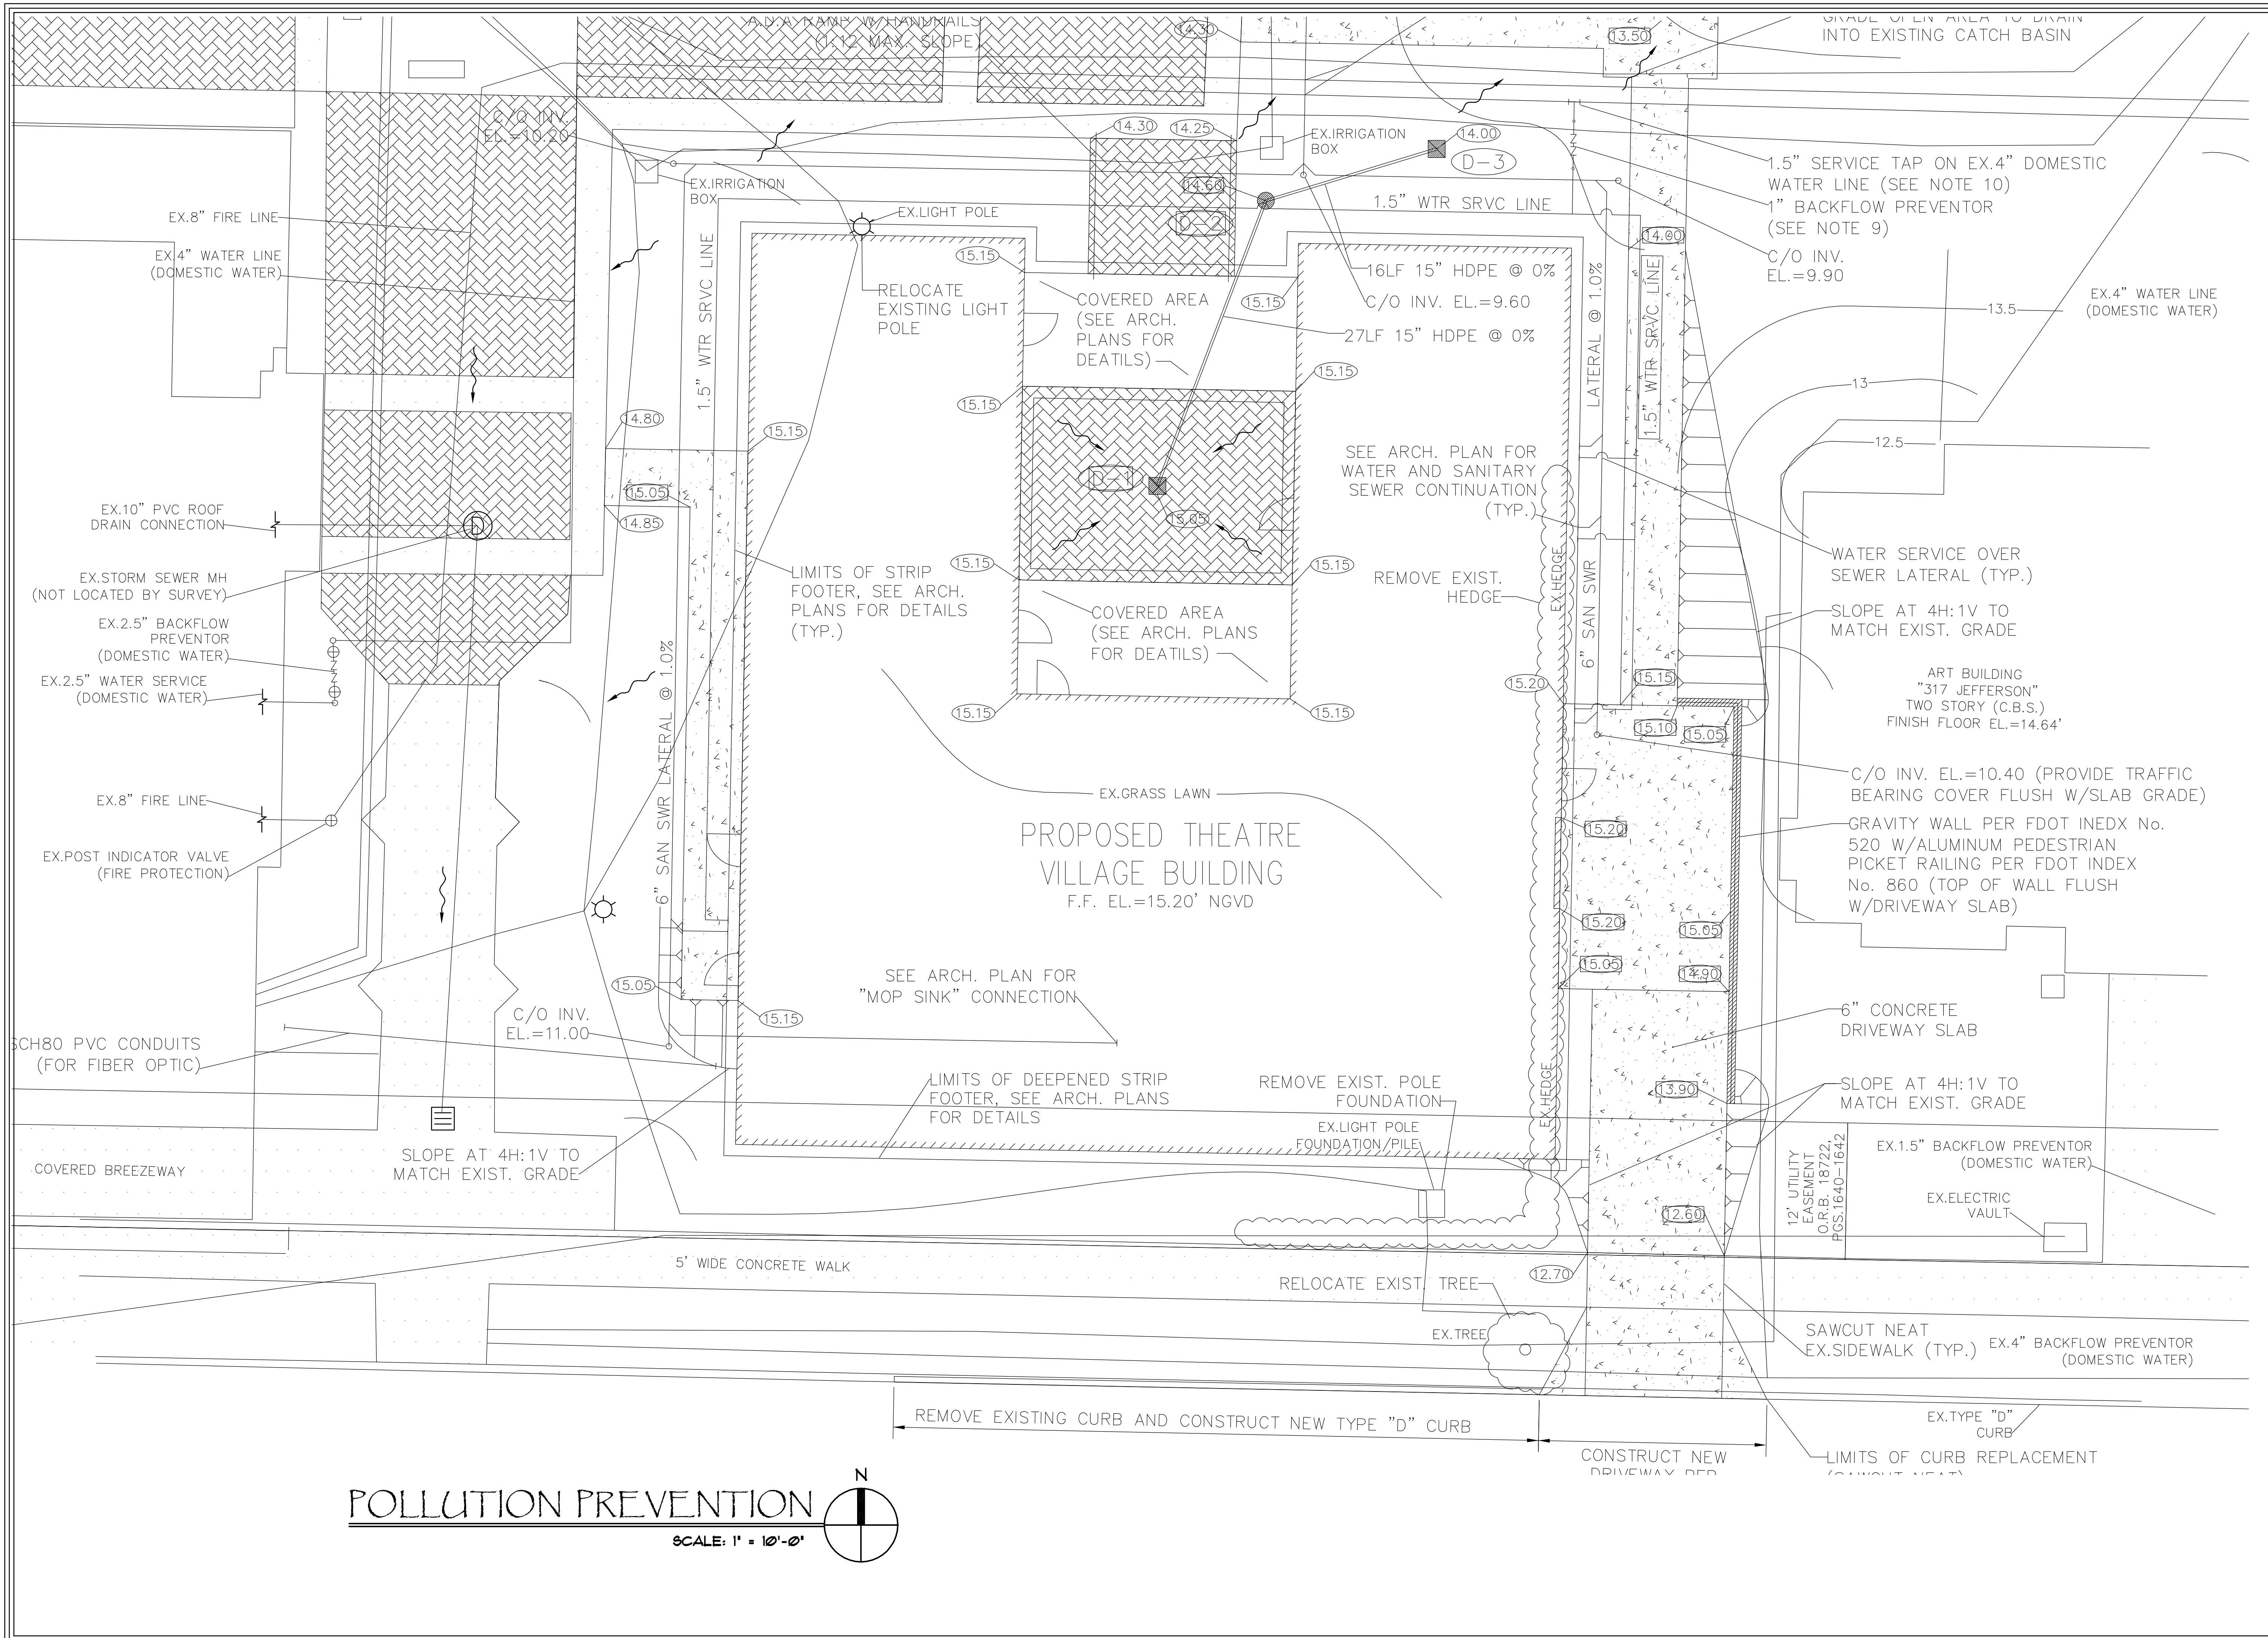 A.D.A RAMP W/HANDRAILS
(1:12 MAX. SLOPE)
14.30
13.50
GRADE OPEN AREA TO DRAIN
INTO EXISTING CATCH BASIN
C/O INV.
EL.=10.20
14.30
14.25
EX.IRRIGATION
BOX
14.00
D-3
1.5" SERVICE TAP ON EX.4" DOMESTIC
WATER LINE (SEE NOTE 10)
1" BACKFLOW PREVENTOR
(SEE NOTE 9)
C/O INV.
EL.=9.90
EX.IRRIGATION
BOX
EX.8" FIRE LINE
EX.LIGHT POLE
14.60
D-2
1.5" WTR SRVC LINE
14.00
EX.4" WATER LINE
(DOMESTIC WATER)
1.5" WTR SRVC LINE
15.15
16LF 15" HDPE @ 0%
C/O INV. EL.=9.60
27LF 15" HDPE @ 0%
15.15
RELOCATE
EXISTING LIGHT
POLE
COVERED AREA
(SEE ARCH.
PLANS FOR
DEATILS)
LATERAL @ 1.0%
1.5" WTR SRVC LINE
EX.4" WATER LINE
(DOMESTIC WATER)
13.5
13
12.5
15.15
15.15
14.80
15.15
SEE ARCH. PLAN FOR
WATER AND SANITARY
SEWER CONTINUATION
(TYP.)
D-1
15.05
15.05
14.85
EX.10" PVC ROOF
DRAIN CONNECTION
EX.STORM SEWER MH
(NOT LOCATED BY SURVEY)
EX.2.5" BACKFLOW
PREVENTOR
(DOMESTIC WATER)
EX.2.5" WATER SERVICE
(DOMESTIC WATER)
LIMITS OF STRIP
FOOTER, SEE ARCH.
PLANS FOR DETAILS
(TYP.)
15.15
15.15
REMOVE EXIST.
HEDGE
EX.HEDGE
6" SAN SWR
WATER SERVICE OVER
SEWER LATERAL (TYP.)
SLOPE AT 4H:1V TO
MATCH EXIST. GRADE
COVERED AREA
(SEE ARCH. PLANS
FOR DEATILS)
15.15
15.15
15.20
15.15
15.10
15.05
ART BUILDING
"317 JEFFERSON"
TWO STORY (C.B.S.)
FINISH FLOOR EL.=14.64'
6" SAN SWR LATERAL @ 1.0%
EX.8" FIRE LINE
EX.POST INDICATOR VALVE
(FIRE PROTECTION)
EX.GRASS LAWN
PROPOSED THEATRE
VILLAGE BUILDING
F.F. EL.=15.20' NGVD
C/O INV. EL.=10.40 (PROVIDE TRAFFIC
BEARING COVER FLUSH W/SLAB GRADE)
GRAVITY WALL PER FDOT INEDX No.
520 W/ALUMINUM PEDESTRIAN
PICKET RAILING PER FDOT INDEX
No. 860 (TOP OF WALL FLUSH
W/DRIVEWAY SLAB)
15.20
15.20
15.05
15.05
14.90
SEE ARCH. PLAN FOR
"MOP SINK" CONNECTION
15.05
15.15
C/O INV.
EL.=11.00
SCH80 PVC CONDUITS
(FOR FIBER OPTIC)
6" CONCRETE
DRIVEWAY SLAB
LIMITS OF DEEPENED STRIP
FOOTER, SEE ARCH. PLANS
FOR DETAILS
REMOVE EXIST. POLE
FOUNDATION
EX.LIGHT POLE
FOUNDATION/PILE
EX.HEDGE
13.90
SLOPE AT 4H:1V TO
MATCH EXIST. GRADE
COVERED BREEZEWAY
SLOPE AT 4H:1V TO
MATCH EXIST. GRADE
12' UTILITY
EASEMENT
O.R.B. 18722,
PGS.1640-1642
EX.1.5" BACKFLOW PREVENTOR
(DOMESTIC WATER)
EX.ELECTRIC
VAULT
12.60
5' WIDE CONCRETE WALK
12.70
RELOCATE EXIST. TREE
EX.TREE
SAWCUT NEAT
EX.SIDEWALK (TYP.)
EX.4" BACKFLOW PREVENTOR
(DOMESTIC WATER)
REMOVE EXISTING CURB AND CONSTRUCT NEW TYPE "D" CURB
CONSTRUCT NEW
DRIVEWAY PER
EX.TYPE "D"
CURB
LIMITS OF CURB REPLACEMENT
(SAWCUT NEAT)
POLLUTION PREVENTION
N
SCALE: 1" = 10'-0"